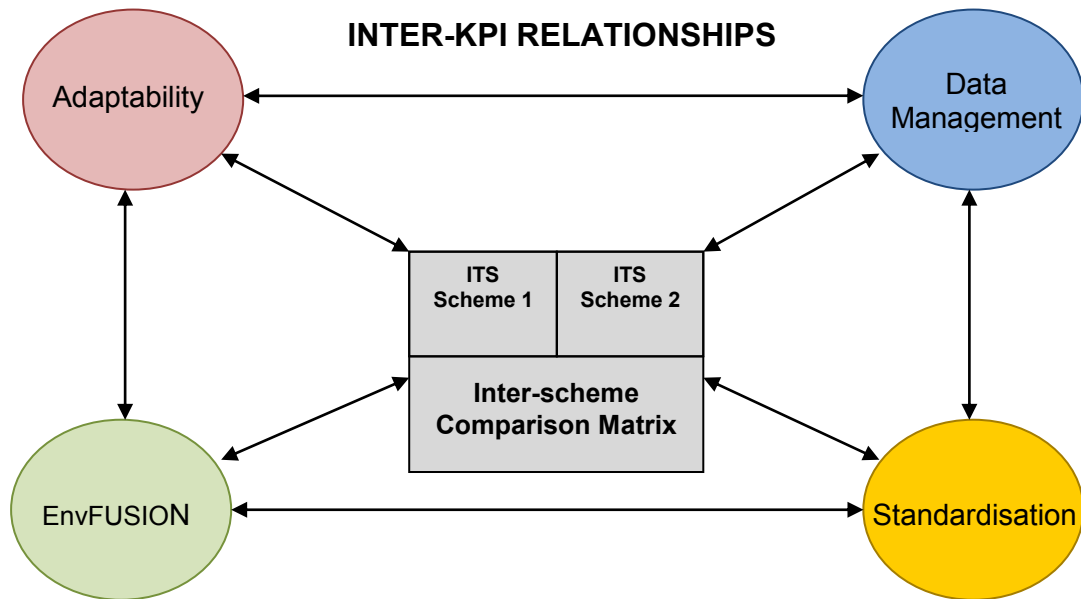 INTER-KPI RELATIONSHIPS
Adaptability
Data
Management
ITS
Scheme 1
ITS
Scheme 2
Inter-scheme
Comparison Matrix
EnvFUSION
Standardisation